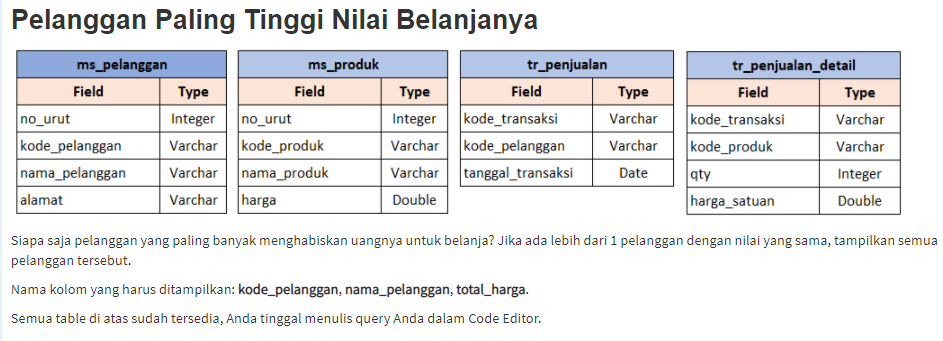 Pelanggan Paling Tinggi Nilai Belanjanya
ms_pelanggan
Field Type
no_urut Integer
kode_pelanggan Varchar
nama_pelanggan Varchar
alamat Varchar
ms_produk
Field Type
no_urut Integer
kode_produk Varchar
nama_produk Varchar
harga Double
tr_penjualan
Field Type
kode_transaksi Varchar
kode_pelanggan Varchar
tanggal_transaksi Date
tr_penjualan_detail
Field Type
kode_transaksi Varchar
kode_produk Varchar
qty Integer
harga_satuan Double
Siapa saja pelanggan yang paling banyak menghabiskan uangnya untuk belanja? Jika ada lebih dari 1 pelanggan dengan nilai yang sama, tampilkan semua
pelanggan tersebut.
Nama kolom yang harus ditampilkan: kode_pelanggan, nama_pelanggan, total_harga.
Semua table di atas sudah tersedia, Anda tinggal menulis query Anda dalam Code Editor.